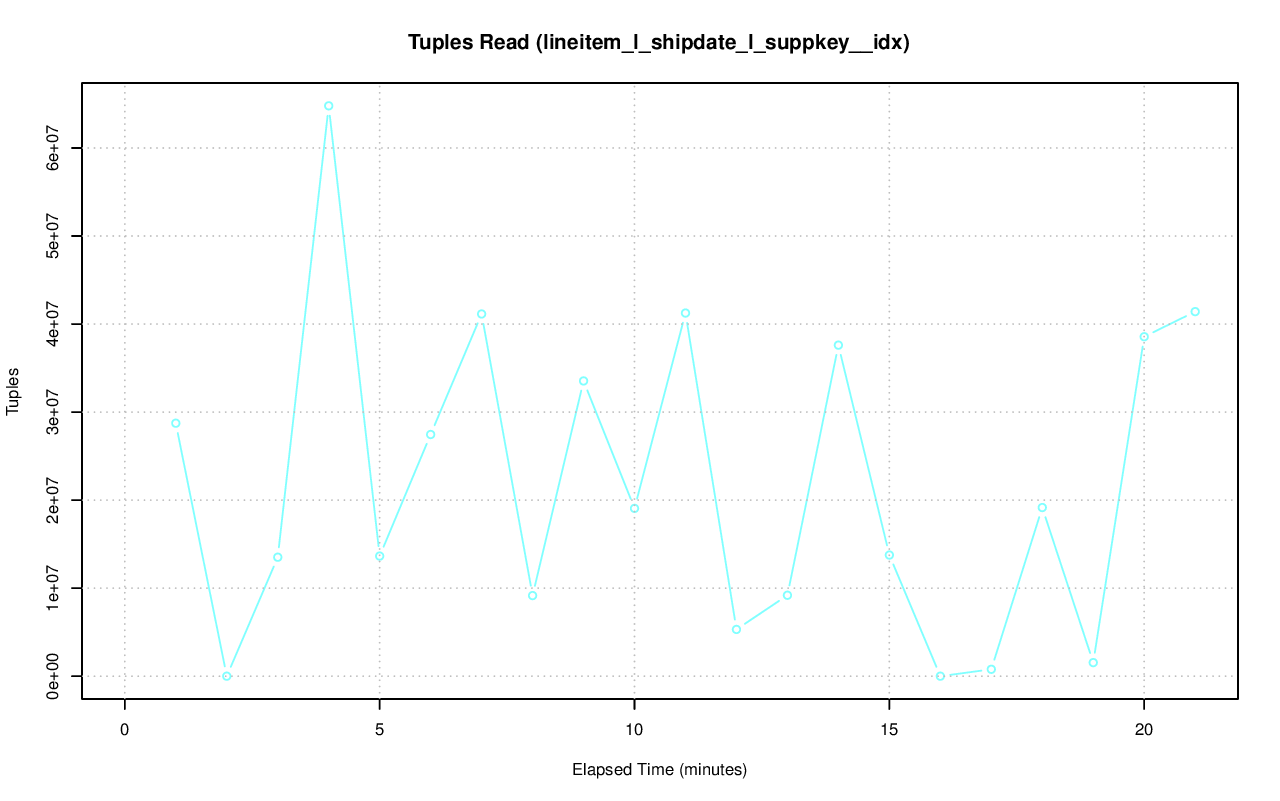 Tuples Read (lineitem_l_shipdate_l_suppkey__idx)
6e+07
5e+07
4e+07
3e+07
2e+07
1e+07
0e+00
Tuples
0 5 10 15 20
Elapsed Time (minutes)